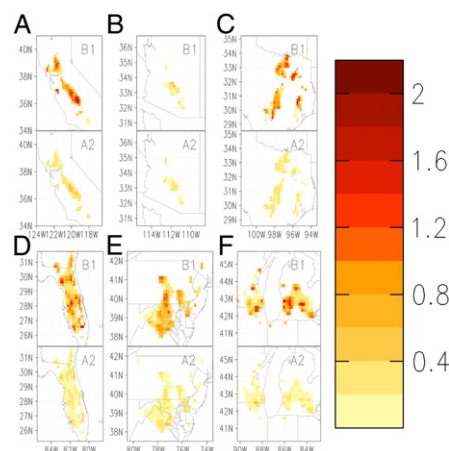 A
B1
40N
38N
36N
34N
A2
40N
38N
36N
34N
124W 122W 120W 118W
B
B1
36N
35N
34N
33N
32N
A2
35N
34N
33N
32N
31N
114W 112W 110W
C
B1
35N
34N
33N
32N
31N
30N
29N
A2
34N
33N
32N
31N
30N
29N
100W 98W 96W 94W
D
B1
31N
30N
29N
28N
27N
26N
A2
31N
30N
29N
28N
27N
26N
84W 82W 80W
E
B1
42N
41N
40N
39N
38N
A2
42N
41N
40N
39N
38N
80W 78W 76W 74W
F
B1
45N
44N
43N
42N
A2
45N
44N
43N
42N
41N
90W 88W 86W 84W
2
1.6
1.2
0.8
0.4